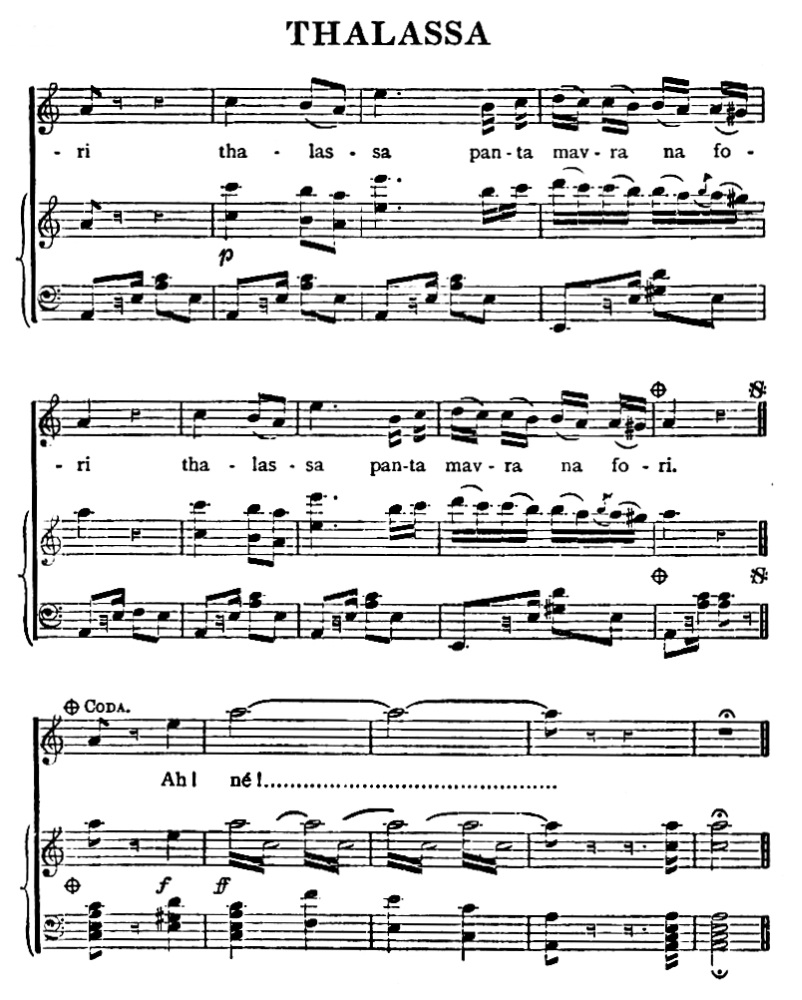 THALASSA
- ri tha - las - sa pan - ta mav - ra na fo -
p
- ri tha - las - sa pan-ta mav - ra na fo - ri.
CODA.
Ah! né!......................................
f ff